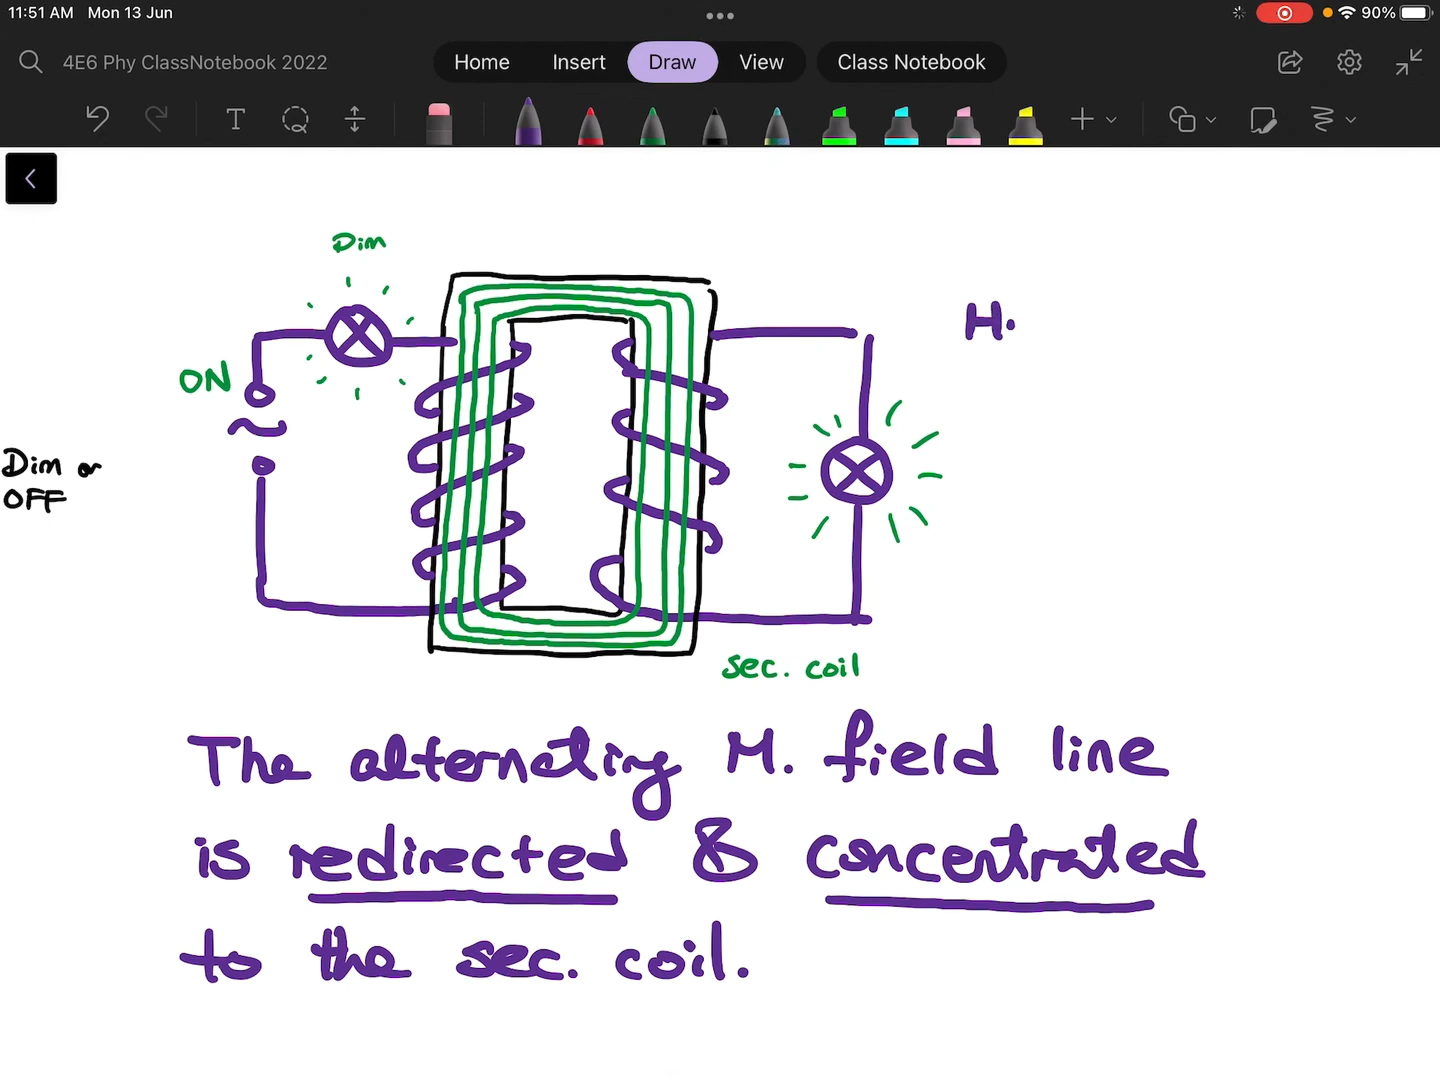 11:51 AM Mon 13 Jun
90%
4E6 Phy ClassNotebook 2022
Home Insert Draw View Class Notebook
T
Dim
ON
Dim or
OFF
H.
sec. coil
The alternating M. field line
is redirected & concentrated
to the sec. coil.